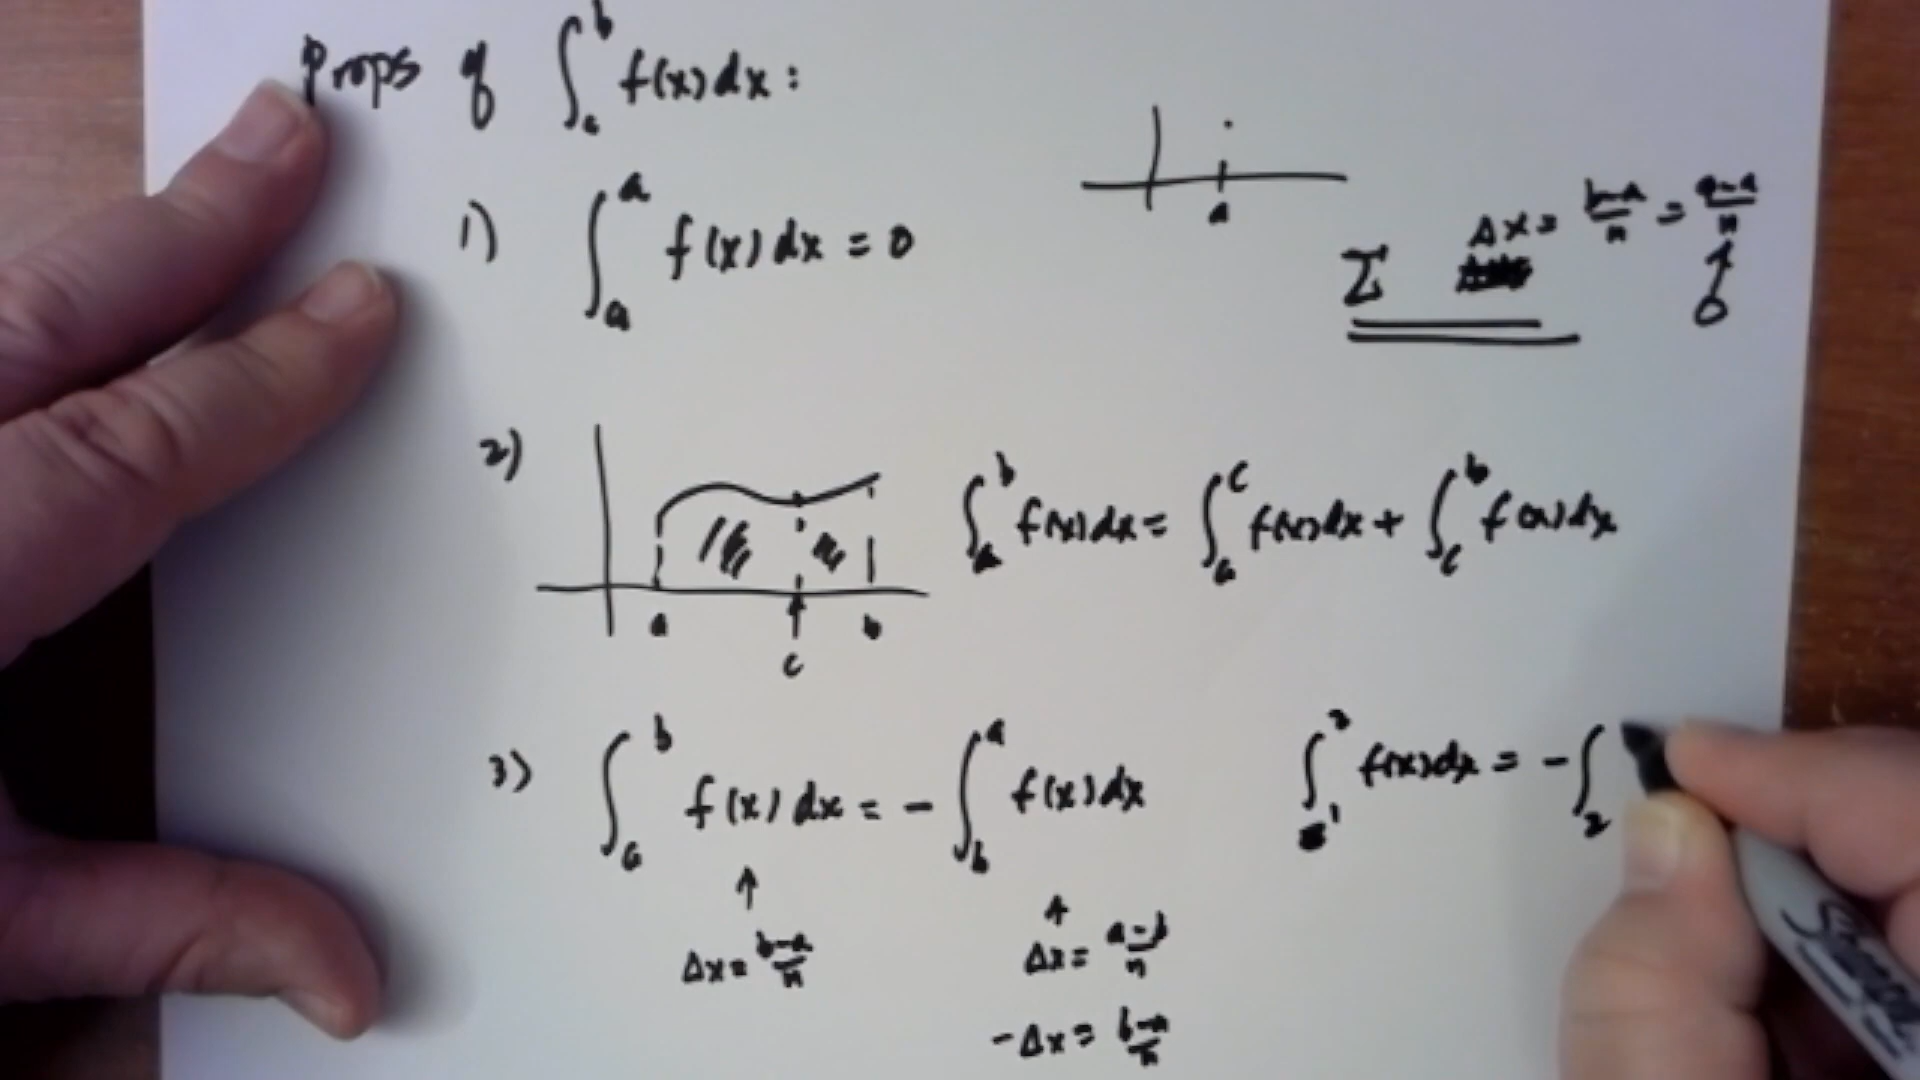 Props of ∫_a^b f(x)dx:
1) ∫_a^a f(x)dx = 0
a
Σ Δx = (b-a)/n = (a-a)/n
0
2) ∫_a^b f(x)dx = ∫_a^c f(x)dx + ∫_c^b f(x)dx
a b
c
3) ∫_a^b f(x)dx = - ∫_b^a f(x)dx
∫_1^2 f(x)dx = - ∫_2
Δx = (b-a)/n
Δx = (a-b)/n
-Δx = (b-a)/n
Sharpie